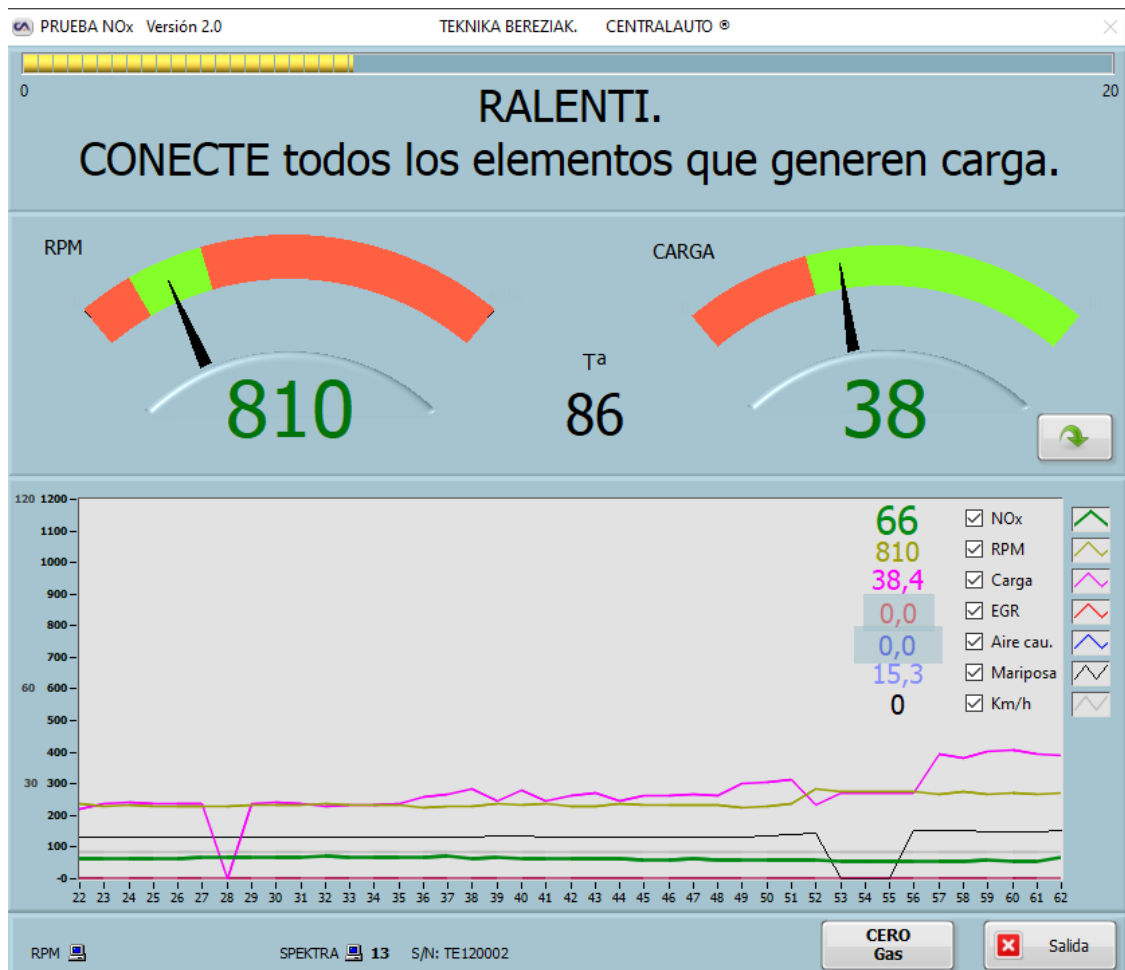 PRUEBA NOx Versión 2.0 TEKNIKA BEREZIAK. CENTRALAUTO ®
0 20
RALENTI.
CONECTE todos los elementos que generen carga.
RPM CARGA
Tª
810 86 38
120 1200
1100
1000
900
800
700
60 600
500
400
30 300
200
100
-0
66 NOx
810 RPM
38,4 Carga
0,0 EGR
0,0 Aire cau.
15,3 Mariposa
0 Km/h
22 23 24 25 26 27 28 29 30 31 32 33 34 35 36 37 38 39 40 41 42 43 44 45 46 47 48 49 50 51 52 53 54 55 56 57 58 59 60 61 62
RPM SPEKTRA 13 S/N: TE120002
CERO
Gas
Salida